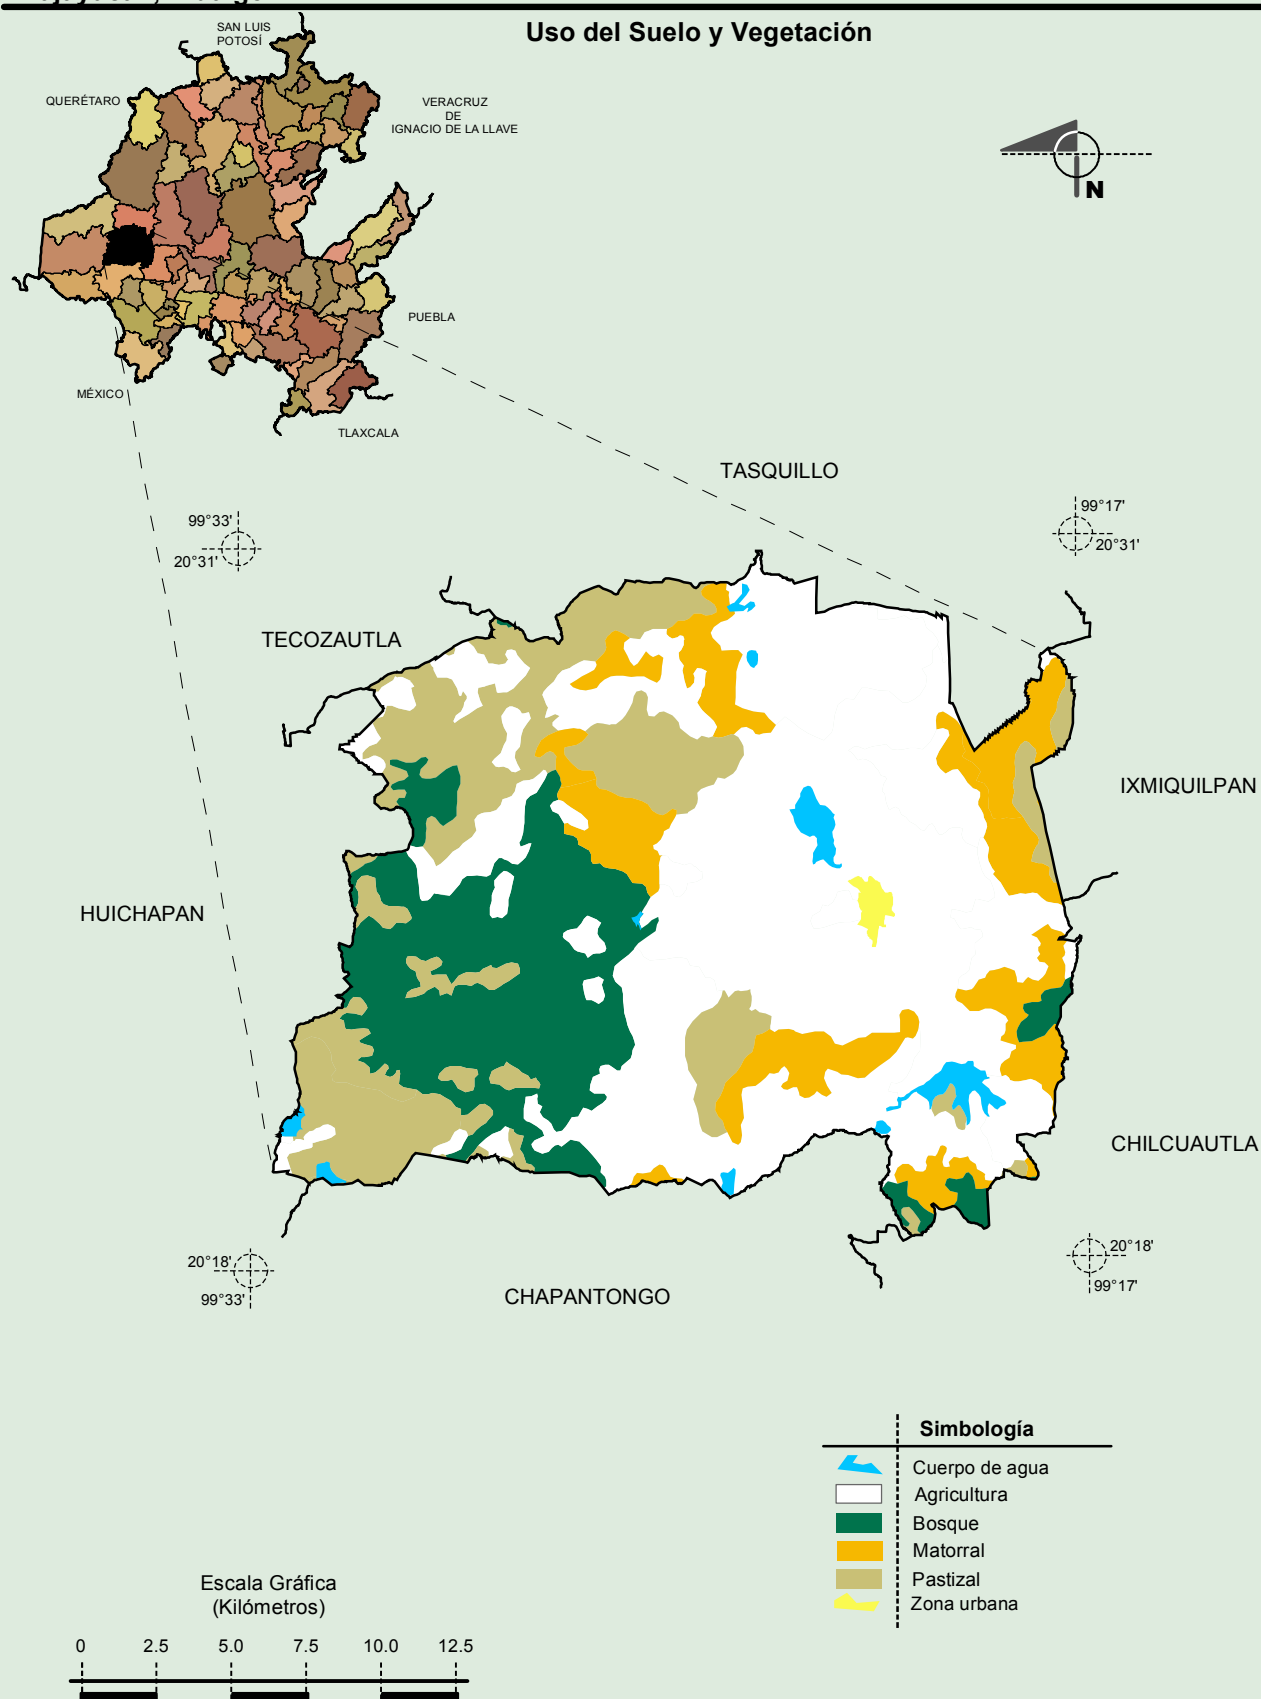 Uso del Suelo y Vegetación
SAN LUIS
POTOSÍ
QUERÉTARO
VERACRUZ
DE
IGNACIO DE LA LLAVE
N
PUEBLA
MÉXICO
TLAXCALA
TASQUILLO
99°33'
20°31'
99°17'
20°31'
TECOZAUTLA
IXMIQUILPAN
HUICHAPAN
CHILCUAUTLA
20°18'
99°33'
20°18'
99°17'
CHAPANTONGO
Simbología
Cuerpo de agua
Agricultura
Bosque
Matorral
Pastizal
Zona urbana
Escala Gráfica
(Kilómetros)
0 2.5 5.0 7.5 10.0 12.5